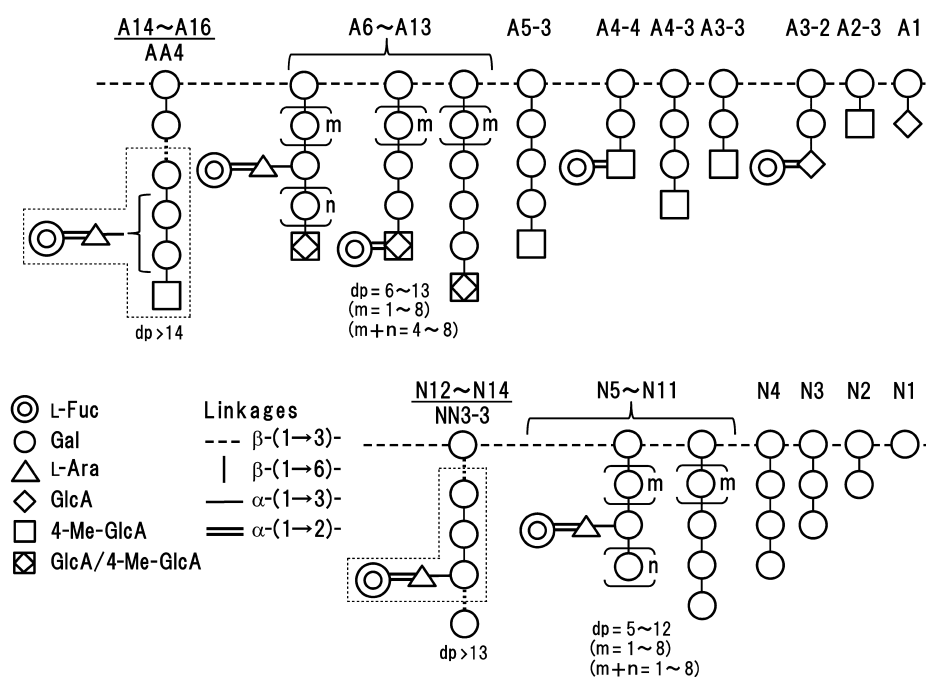 A14～A16 A6～A13 A5-3 A4-4 A4-3 A3-3 A3-2 A2-3 A1
AA4
m m m
n
dp=6～13
(m=1～8)
(m+n=4～8)
dp>14
N12～N14 N5～N11 N4 N3 N2 N1
NN3-3
L-Fuc Linkages
Gal β-(1→3)-
L-Ara β-(1→6)-
GlcA α-(1→3)-
4-Me-GlcA α-(1→2)-
GlcA/4-Me-GlcA
m m
n
dp=5～12
(m=1～8)
(m+n=1～8)
dp>13